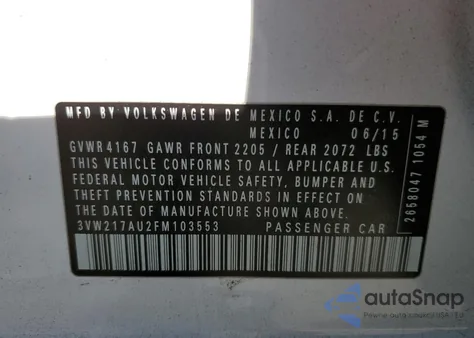 MFD BY VOLKSWAGEN DE MEXICO S.A. DE C.V.
MEXICO 06/15
GVWR 4167 GAWR FRONT 2205 / REAR 2072 LBS
THIS VEHICLE CONFORMS TO ALL APPLICABLE U.S.
FEDERAL MOTOR VEHICLE SAFETY, BUMPER AND
THEFT PREVENTION STANDARDS IN EFFECT ON
THE DATE OF MANUFACTURE SHOWN ABOVE.
3VW217AU2FM103553 PASSENGER CAR
2658047 1054 M
autoSnap